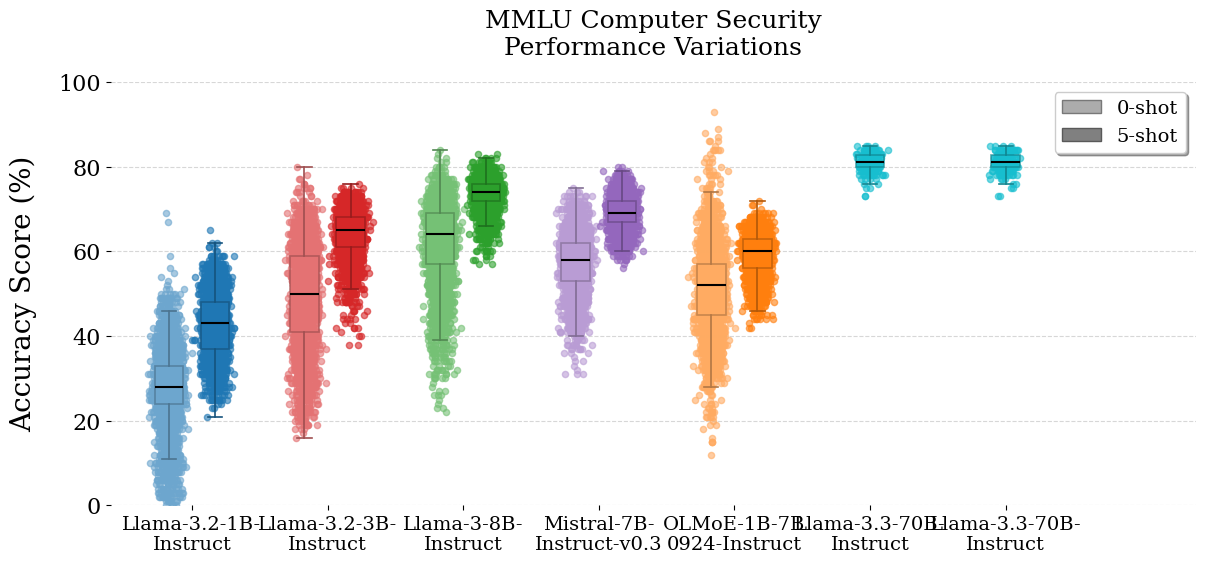 MMLU Computer Security
Performance Variations
Accuracy Score (%)
100
80
60
40
20
0
0-shot
5-shot
Llama-3.2-1B-
Instruct
Llama-3.2-3B-
Instruct
Llama-3-8B-
Instruct
Mistral-7B-
Instruct-v0.3
OLMoE-1B-7B-
0924-Instruct
Llama-3.3-70B-
Instruct
Llama-3.3-70B-
Instruct